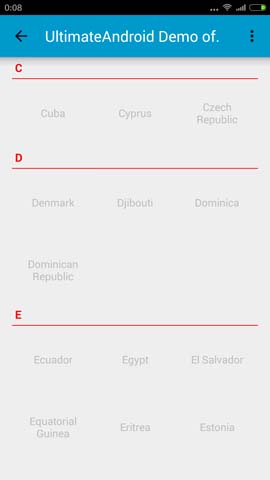 0:08
UltimateAndroid Demo of.
C
Cuba
Cyprus
Czech
Republic
D
Denmark
Djibouti
Dominica
Dominican
Republic
E
Ecuador
Egypt
El Salvador
Equatorial
Guinea
Eritrea
Estonia